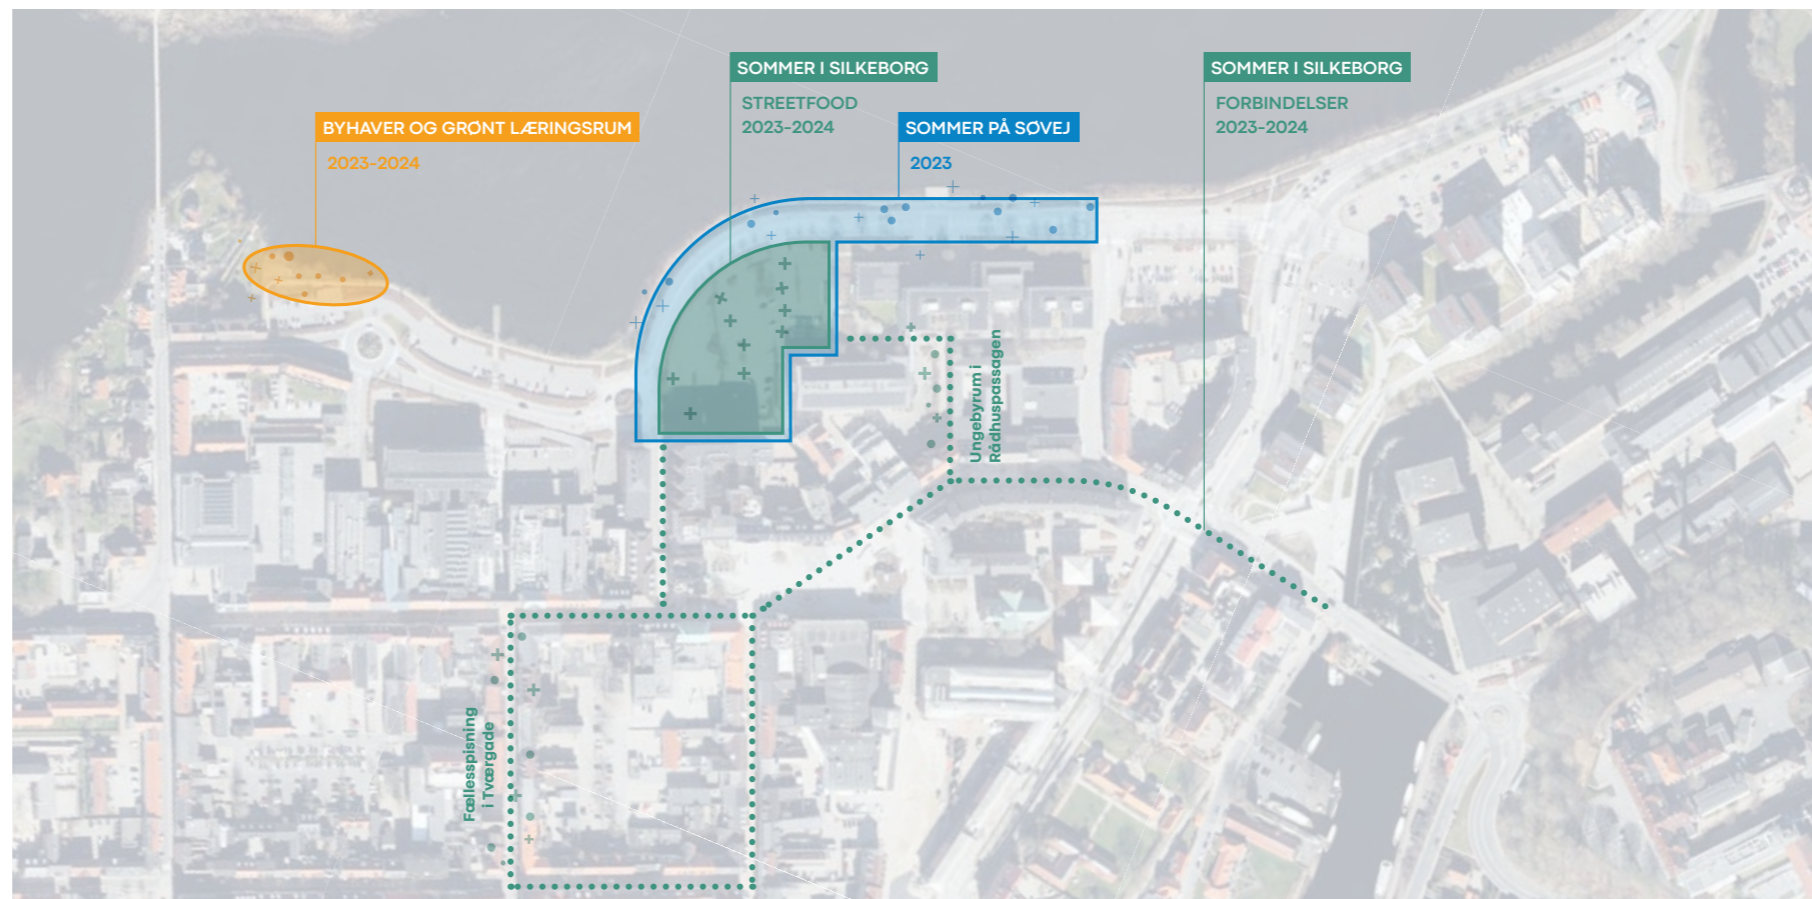 SOMMER I SILKEBORG
STREETFOOD
2023-2024
SOMMER I SILKEBORG
FORBINDELSER
2023-2024
BYHAVER OG GRØNT LÆRINGSRUM
2023-2024
SOMMER PÅ SØVEJ
2023
Ungebyrum i
Rådhuspassagen
Fællesspisning
i Tværgade